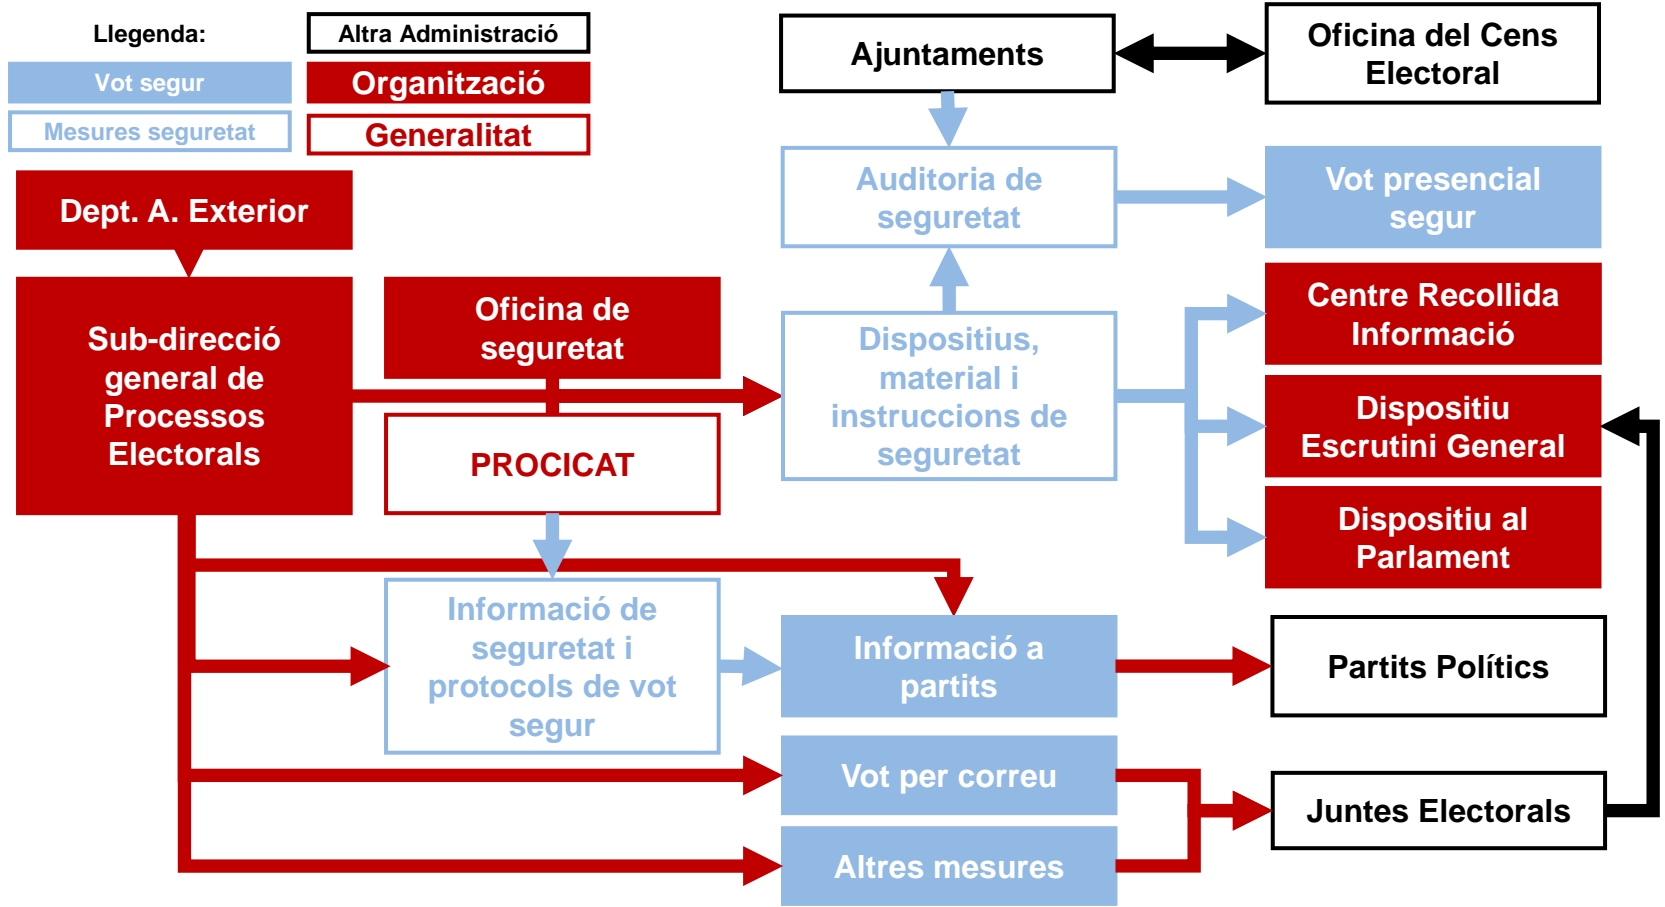 Llegenda:
Altra Administració
Vot segur
Organització
Mesures seguretat
Generalitat
Ajuntaments
Oficina del Cens
Electoral
Auditoria de
seguretat
Vot presencial
segur
Dept. A. Exterior
Sub-direcció
general de
Processos
Electorals
Oficina de
seguretat
PROCICAT
Dispositius,
material i
instruccions de
seguretat
Centre Recollida
Informació
Dispositiu
Escrutini General
Dispositiu al
Parlament
Informació de
seguretat i
protocols de vot
segur
Informació a
partits
Partits Polítics
Vot per correu
Altres mesures
Juntes Electorals